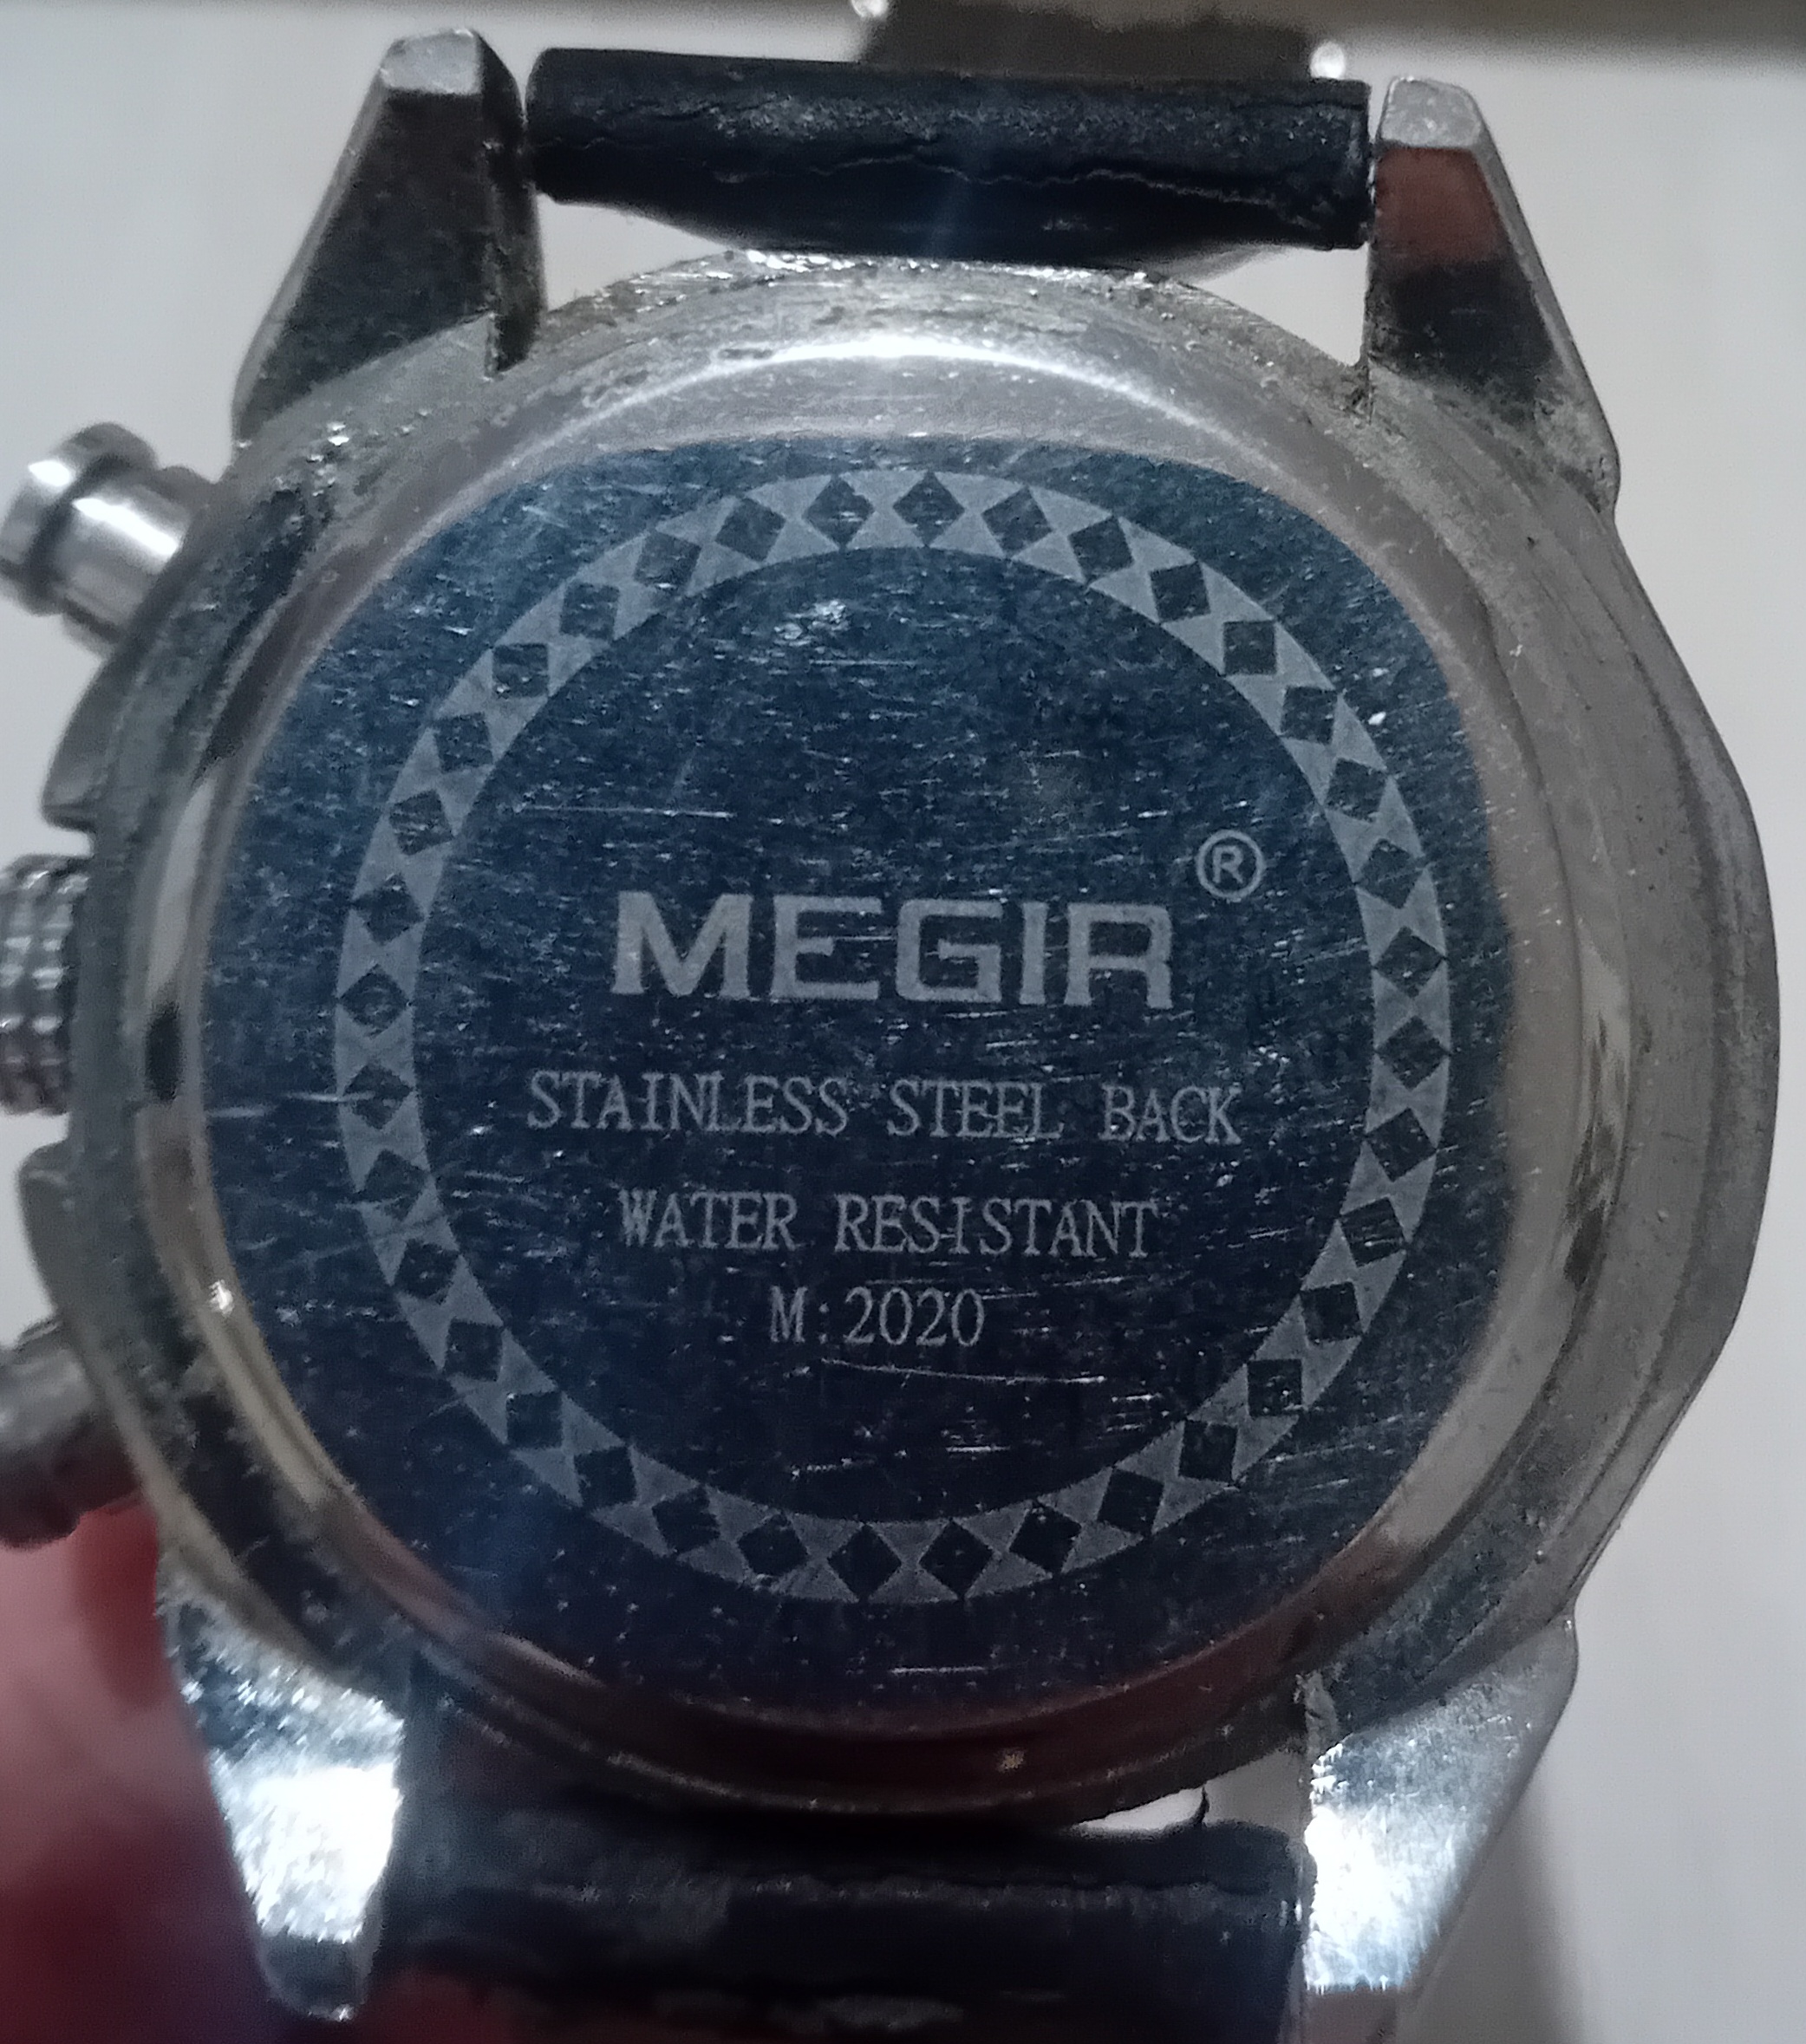 MEGIR®
STAINLESS STEEL BACK
WATER RESISTANT
M:2020